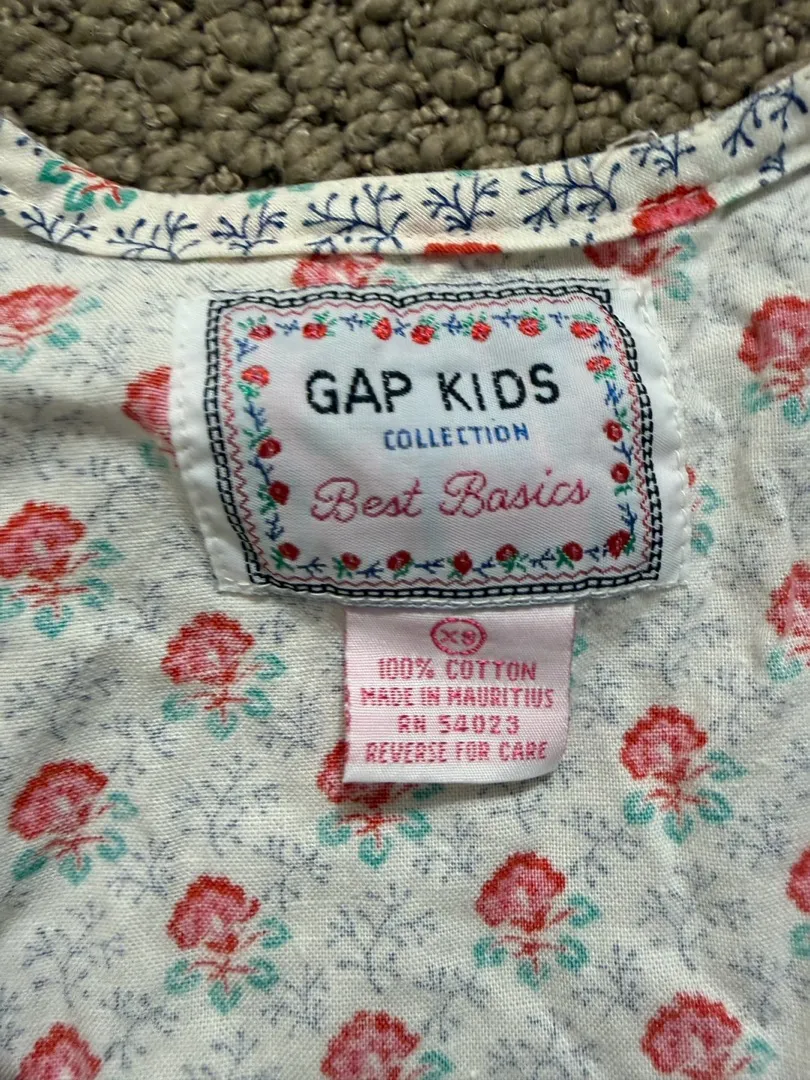 GAP KIDS
COLLECTION
Best Basics
XS
100% COTTON
MADE IN MAURITIUS
RN 54023
REVERSE FOR CARE